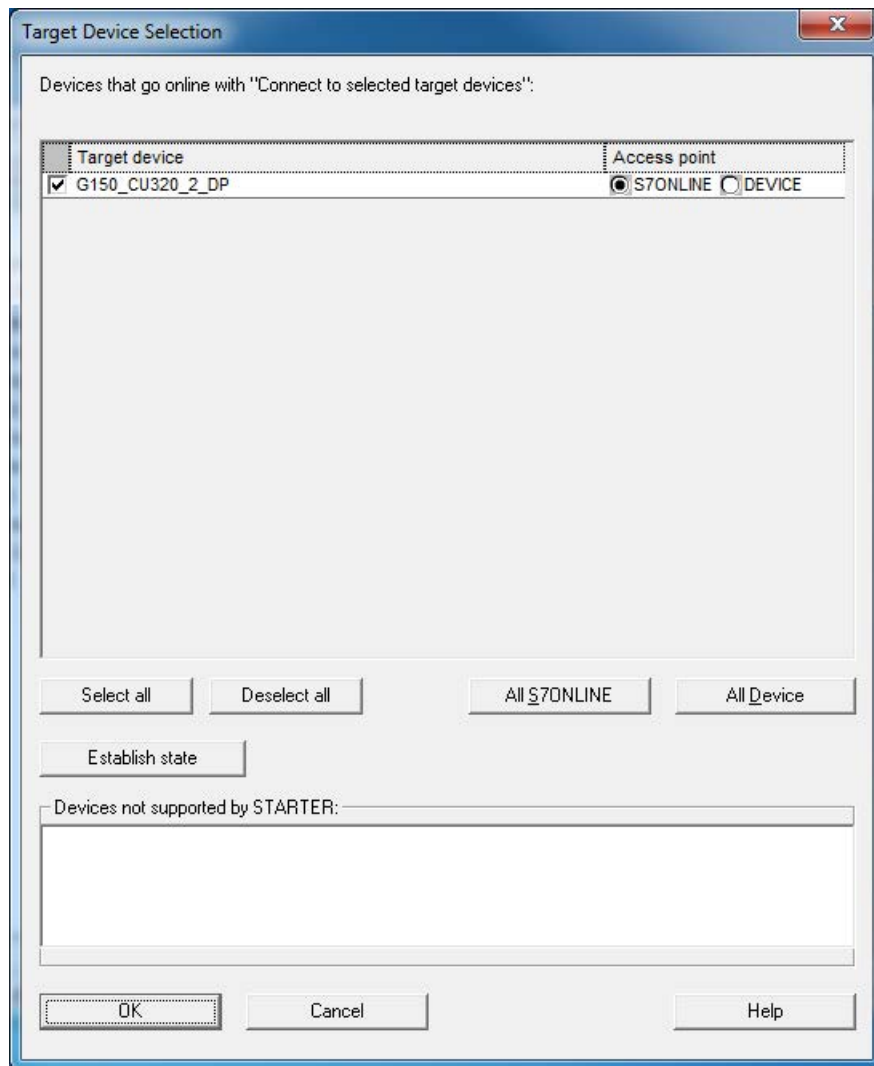 Target Device Selection
Devices that go online with "Connect to selected target devices":
Target device Access point
G150_CU320_2_DP S7ONLINE DEVICE
Select all Deselect all All S7ONLINE All Device
Establish state
Devices not supported by STARTER:
OK Cancel Help